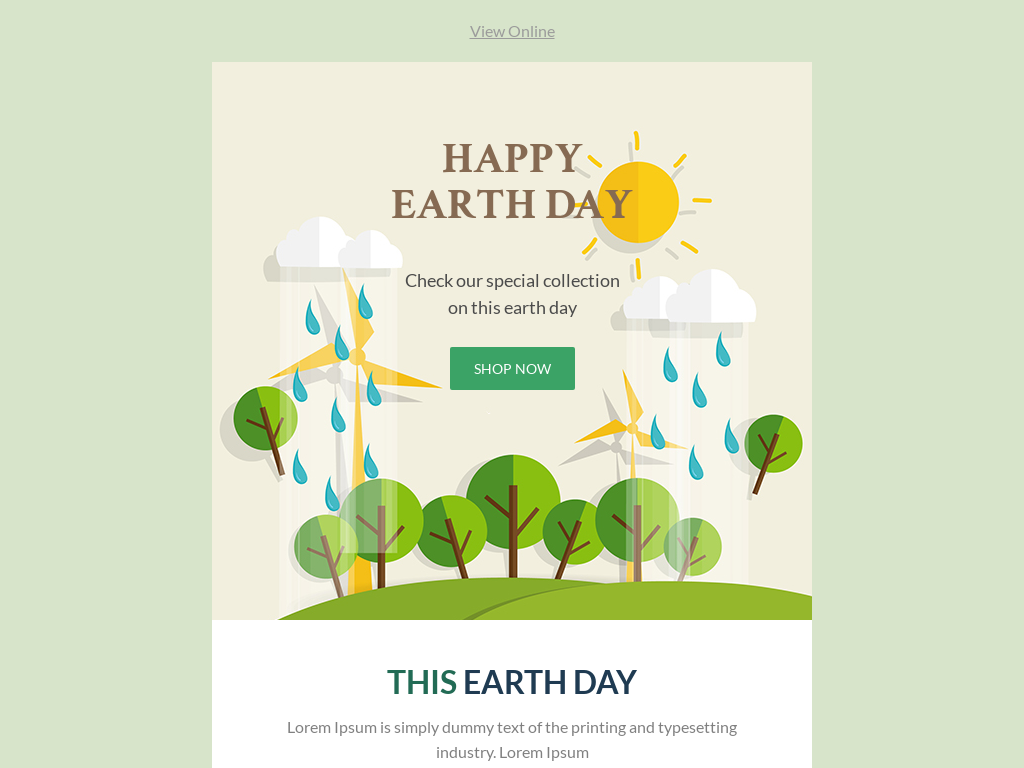 View Online
HAPPY
EARTH DAY
Check our special collection
on this earth day
SHOP NOW
THIS EARTH DAY
Lorem Ipsum is simply dummy text of the printing and typesetting
industry. Lorem Ipsum